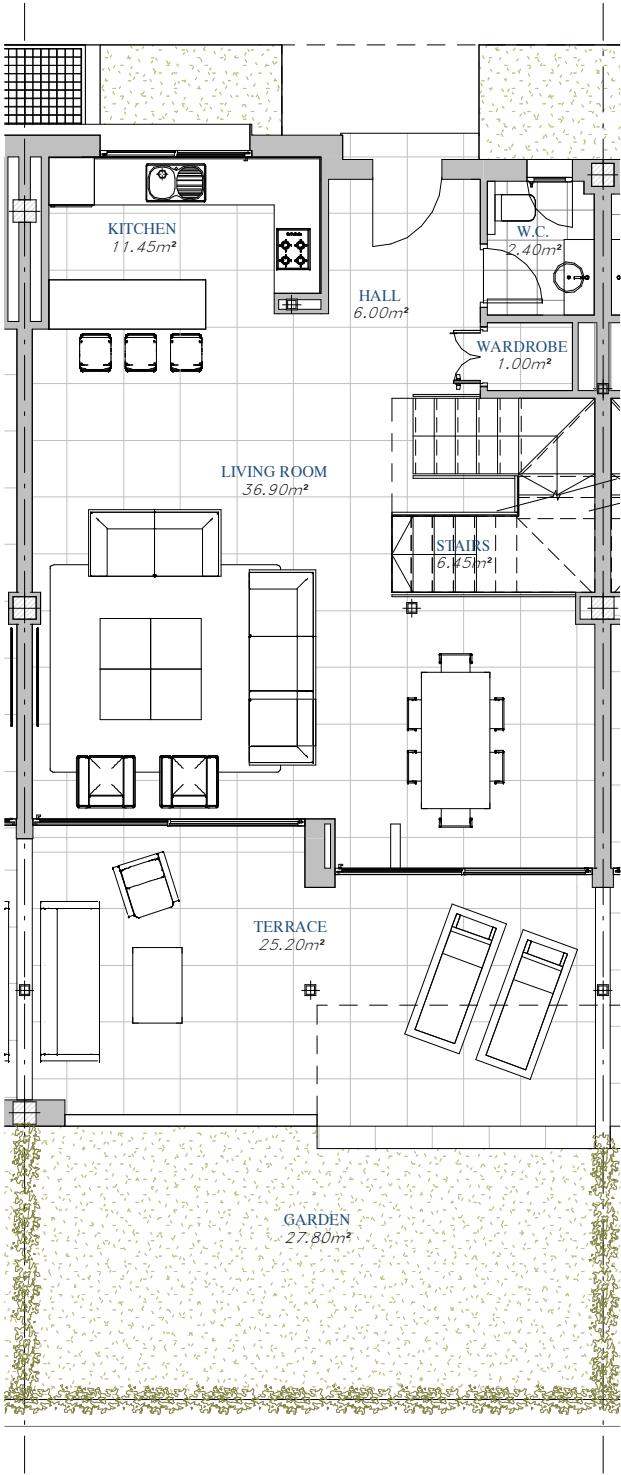 KITCHEN
11.45m²
W.C.
2.40m²
HALL
6.00m²
WARDROBE
1.00m²
LIVING ROOM
36.90m²
STAIRS
6.45m²
TERRACE
25.20m²
GARDEN
27.80m²